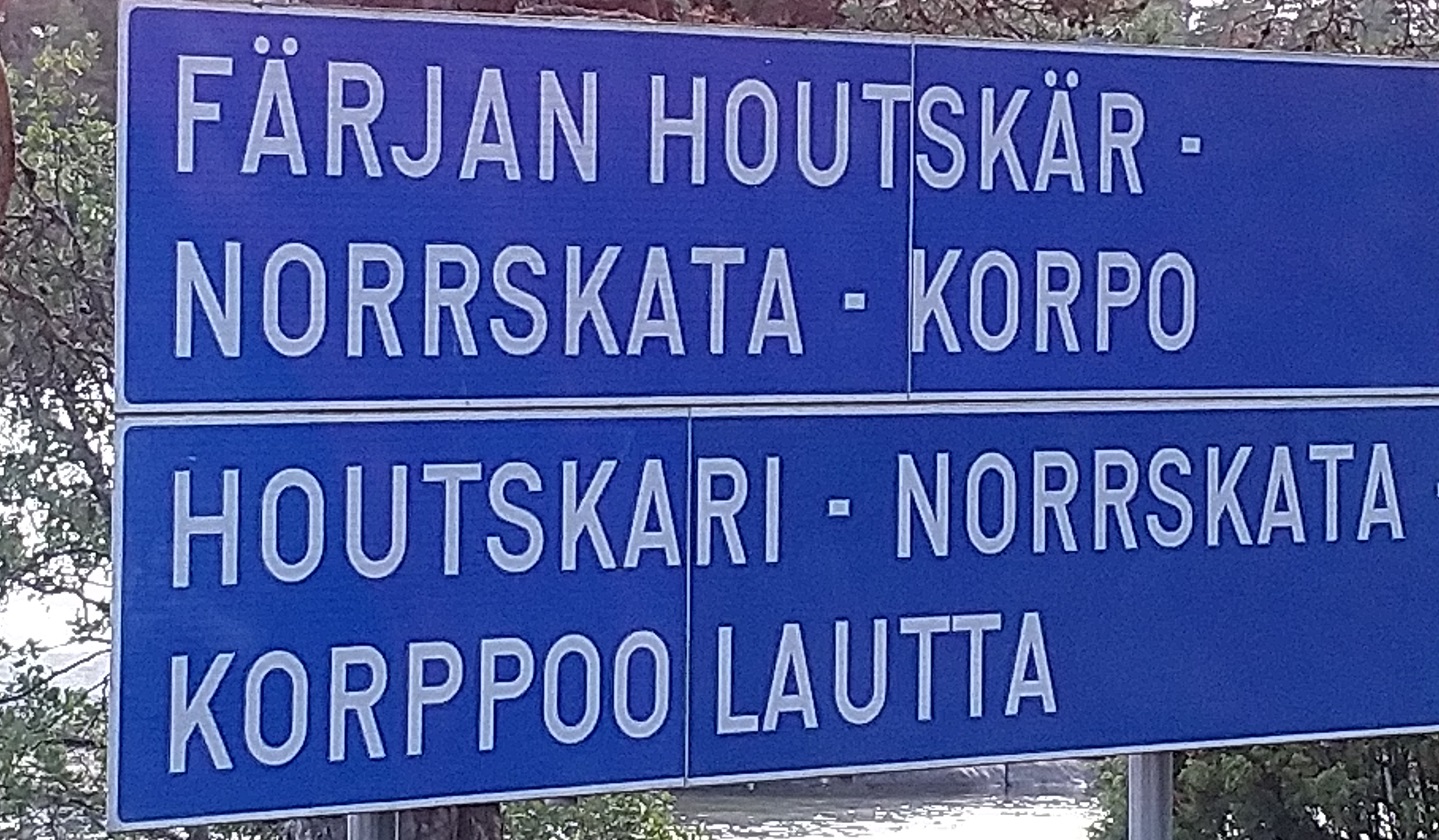 FÄRJAN HOUTSKÄR -
NORRSKATA - KORPO
HOUTSKARI - NORRSKATA -
KORPPOO LAUTTA